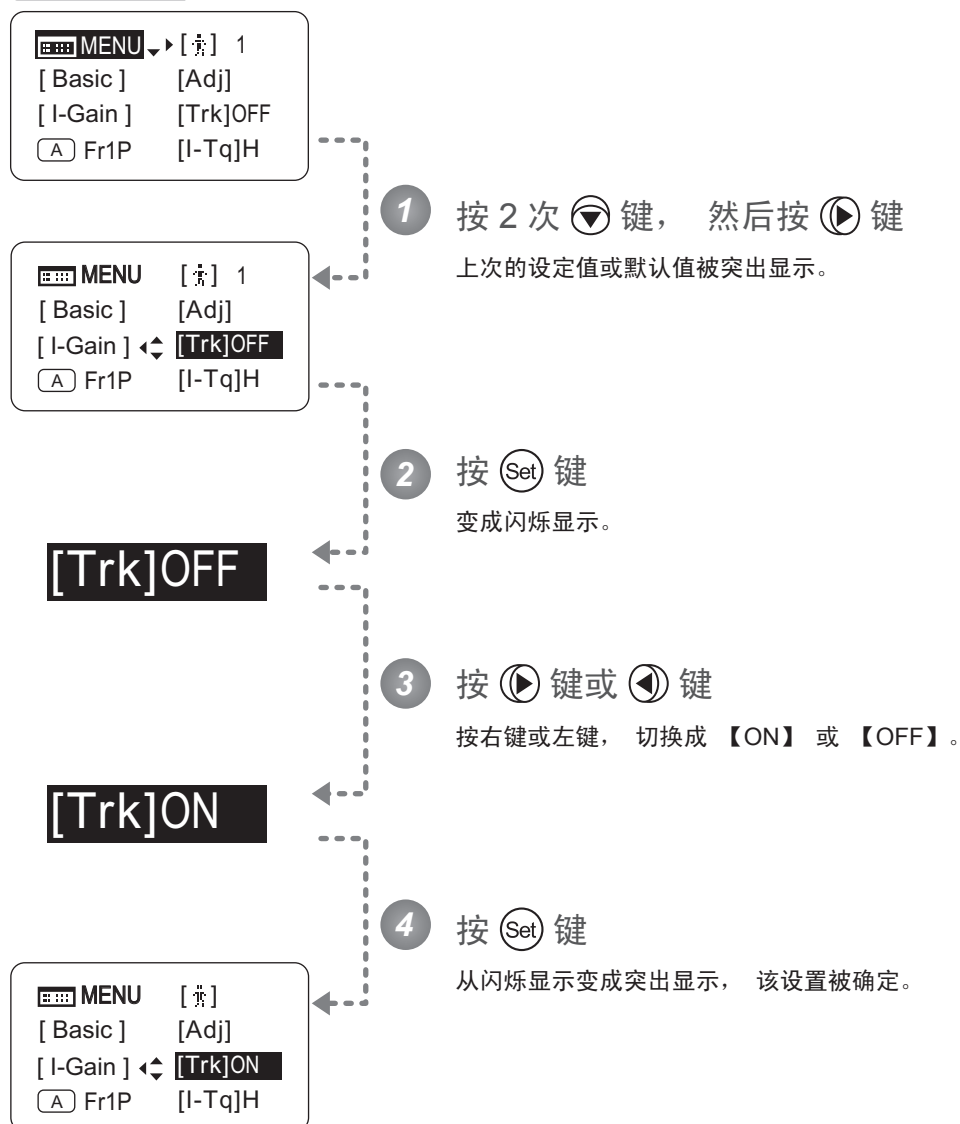 MENU [ ] 1
[ Basic ] [Adj]
[ I-Gain ] [Trk]OFF
A Fr1P [I-Tq]H
1 按 2 次 键， 然后按 键
上次的设定值或默认值被突出显示。
MENU [ ] 1
[ Basic ] [Adj]
[ I-Gain ] [Trk]OFF
A Fr1P [I-Tq]H
2 按 Set 键
变成闪烁显示。
[Trk]OFF
3 按 键或 键
按右键或左键， 切换成 【ON】 或 【OFF】。
[Trk]ON
4 按 Set 键
从闪烁显示变成突出显示， 该设置被确定。
MENU [ ]
[ Basic ] [Adj]
[ I-Gain ] [Trk]ON
A Fr1P [I-Tq]H